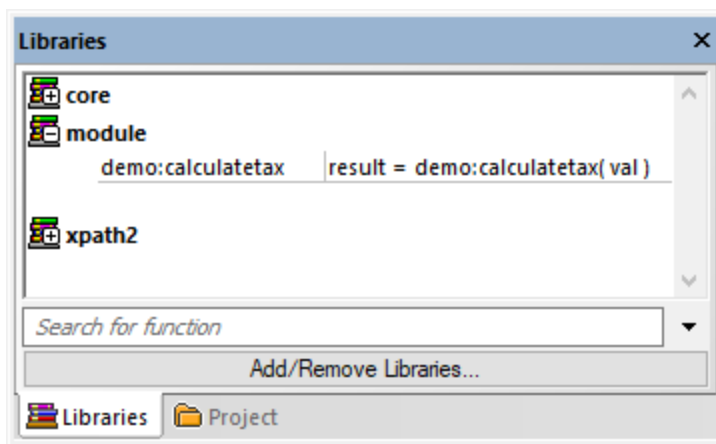 Libraries
core
module
demo:calculatetax result = demo:calculatetax( val )
xpath2
Search for function
Add/Remove Libraries...
Libraries Project